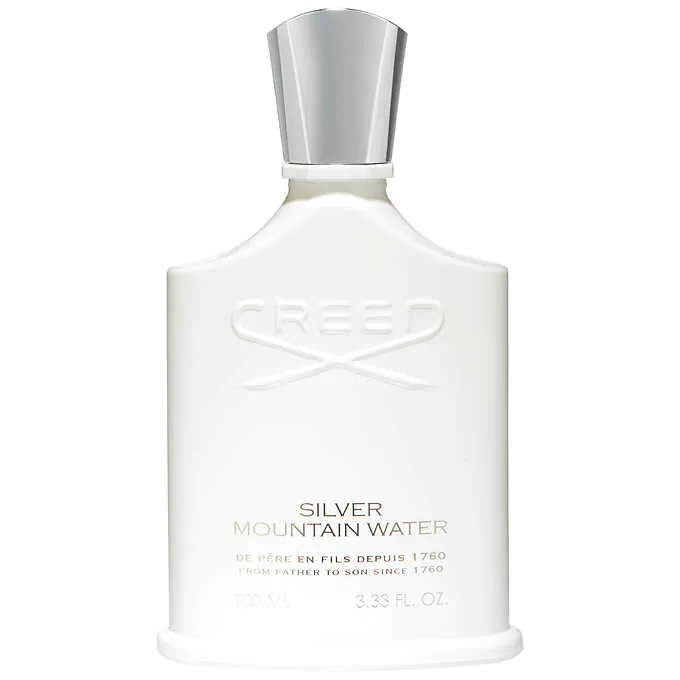 CREED
SILVER
MOUNTAIN WATER
DE PÈRE EN FILS DEPUIS 1760
FROM FATHER TO SON SINCE 1760
100 ML 3.33 FL. OZ.